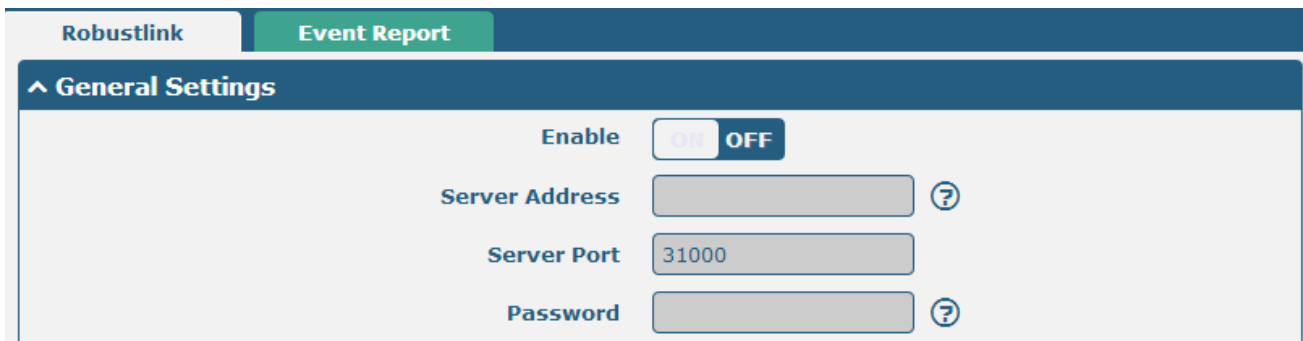 Robustlink Event Report
^ General Settings
Enable ON OFF
Server Address ?
Server Port 31000
Password ?